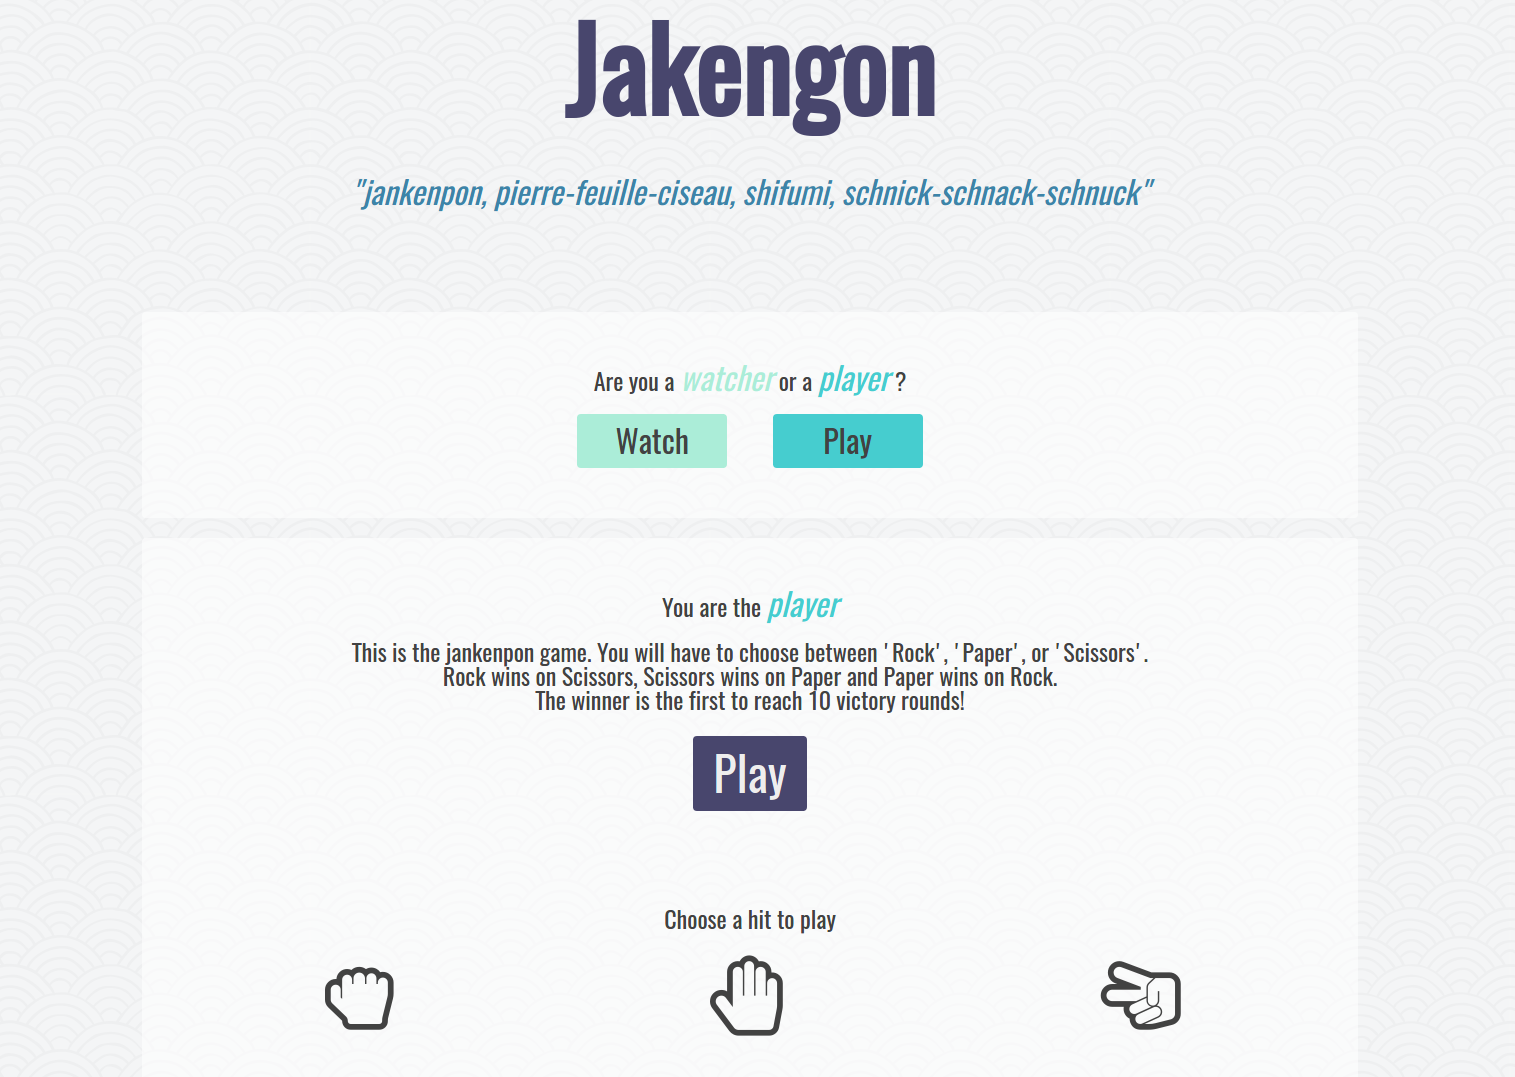 Jakengon
"jankenpon, pierre-feuille-ciseau, shifumi, schnick-schnack-schnuck"
Are you a watcher or a player ?
Watch
Play
You are the player
This is the jankenpon game. You will have to choose between 'Rock', 'Paper', or 'Scissors'.
Rock wins on Scissors, Scissors wins on Paper and Paper wins on Rock.
The winner is the first to reach 10 victory rounds!
Play
Choose a hit to play